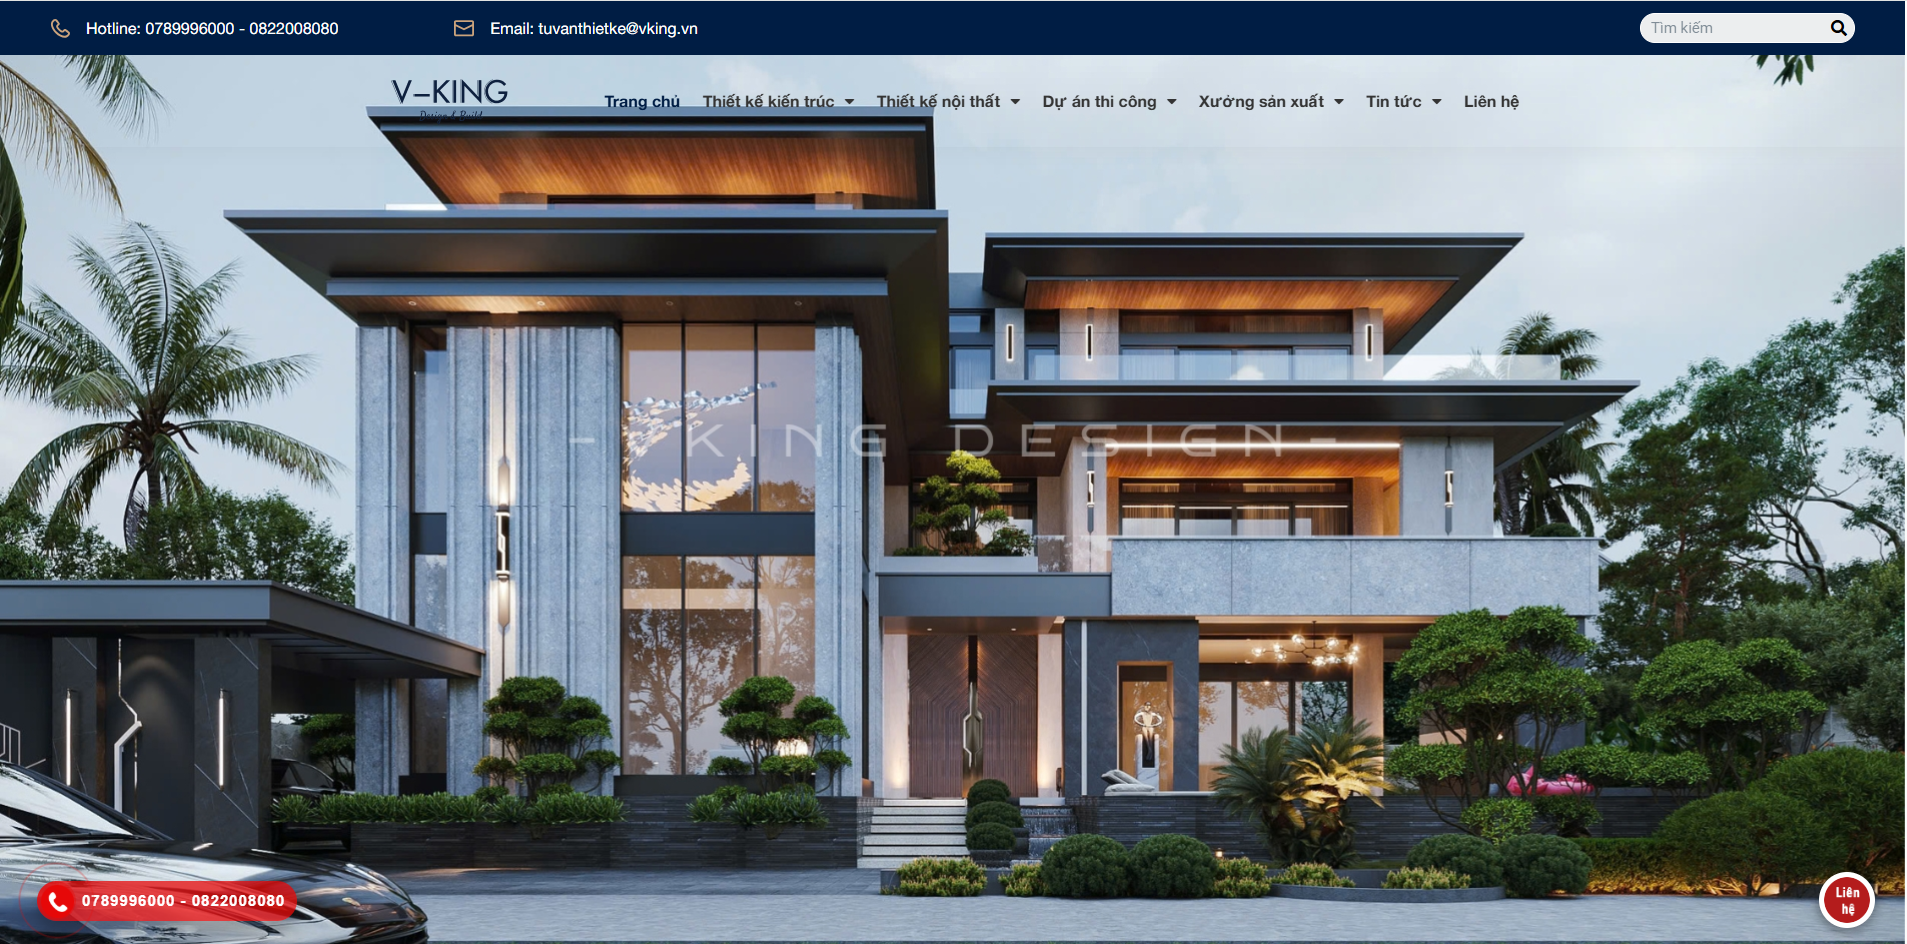 Hotline: 0789996000 - 0822008080
Email: tuvanthietke@vking.vn
Tìm kiếm
V–KING
Design & Build
Trang chủ
Thiết kế kiến trúc
Thiết kế nội thất
Dự án thi công
Xưởng sản xuất
Tin tức
Liên hệ
- V KING DESIGN -
0789996000 - 0822008080
Liên
hệ